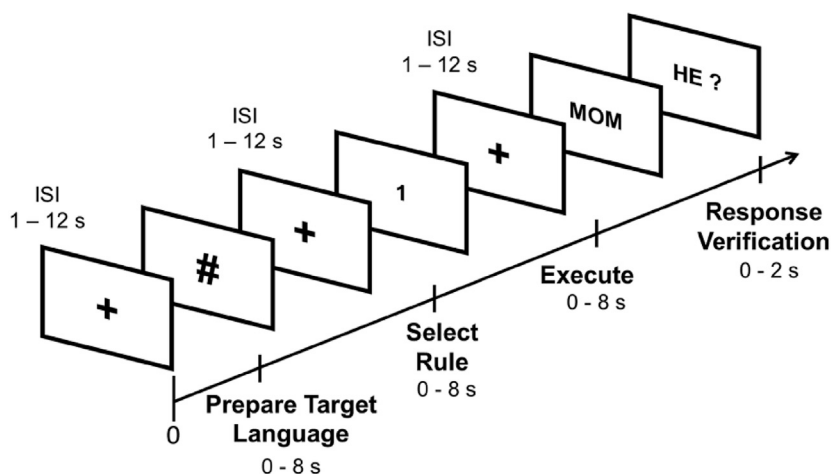 ISI
1 – 12 s
+
#
ISI
1 – 12 s
+
1
ISI
1 – 12 s
+
MOM
HE ?
0
Prepare Target
Language
0 - 8 s
Select
Rule
0 - 8 s
Execute
0 - 8 s
Response
Verification
0 - 2 s